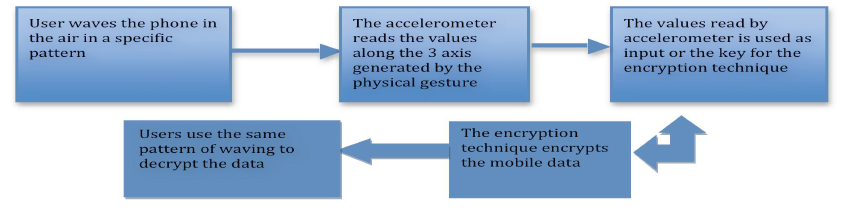 User waves the phone in
the air in a specific
pattern
The accelerometer
reads the values
along the 3 axis
generated by the
physical gesture
The values read by
accelerometer is used as
input or the key for the
encryption technique
The encryption
technique encrypts
the mobile data
Users use the same
pattern of waving to
decrypt the data